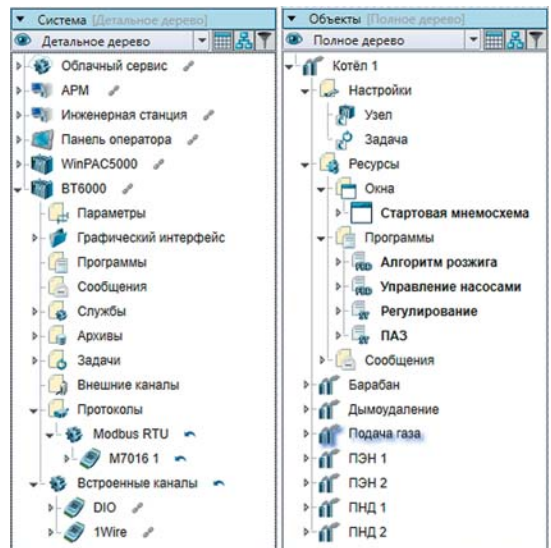 Система [Детальное дерево]
Детальное дерево
Облачный сервис
АРМ
Инженерная станция
Панель оператора
WinPAC5000
BT6000
Параметры
Графический интерфейс
Программы
Сообщения
Службы
Архивы
Задачи
Внешние каналы
Протоколы
Modbus RTU
M7016 1
Встроенные каналы
DIO
1Wire
Объекты [Полное дерево]
Полное дерево
Котёл 1
Настройки
Узел
Задача
Ресурсы
Окна
Стартовая мнемосхема
Программы
Алгоритм розжига
Управление насосами
Регулирование
ПАЗ
Сообщения
Барабан
Дымоудаление
Подача газа
ПЭН 1
ПЭН 2
ПНД 1
ПНД 2